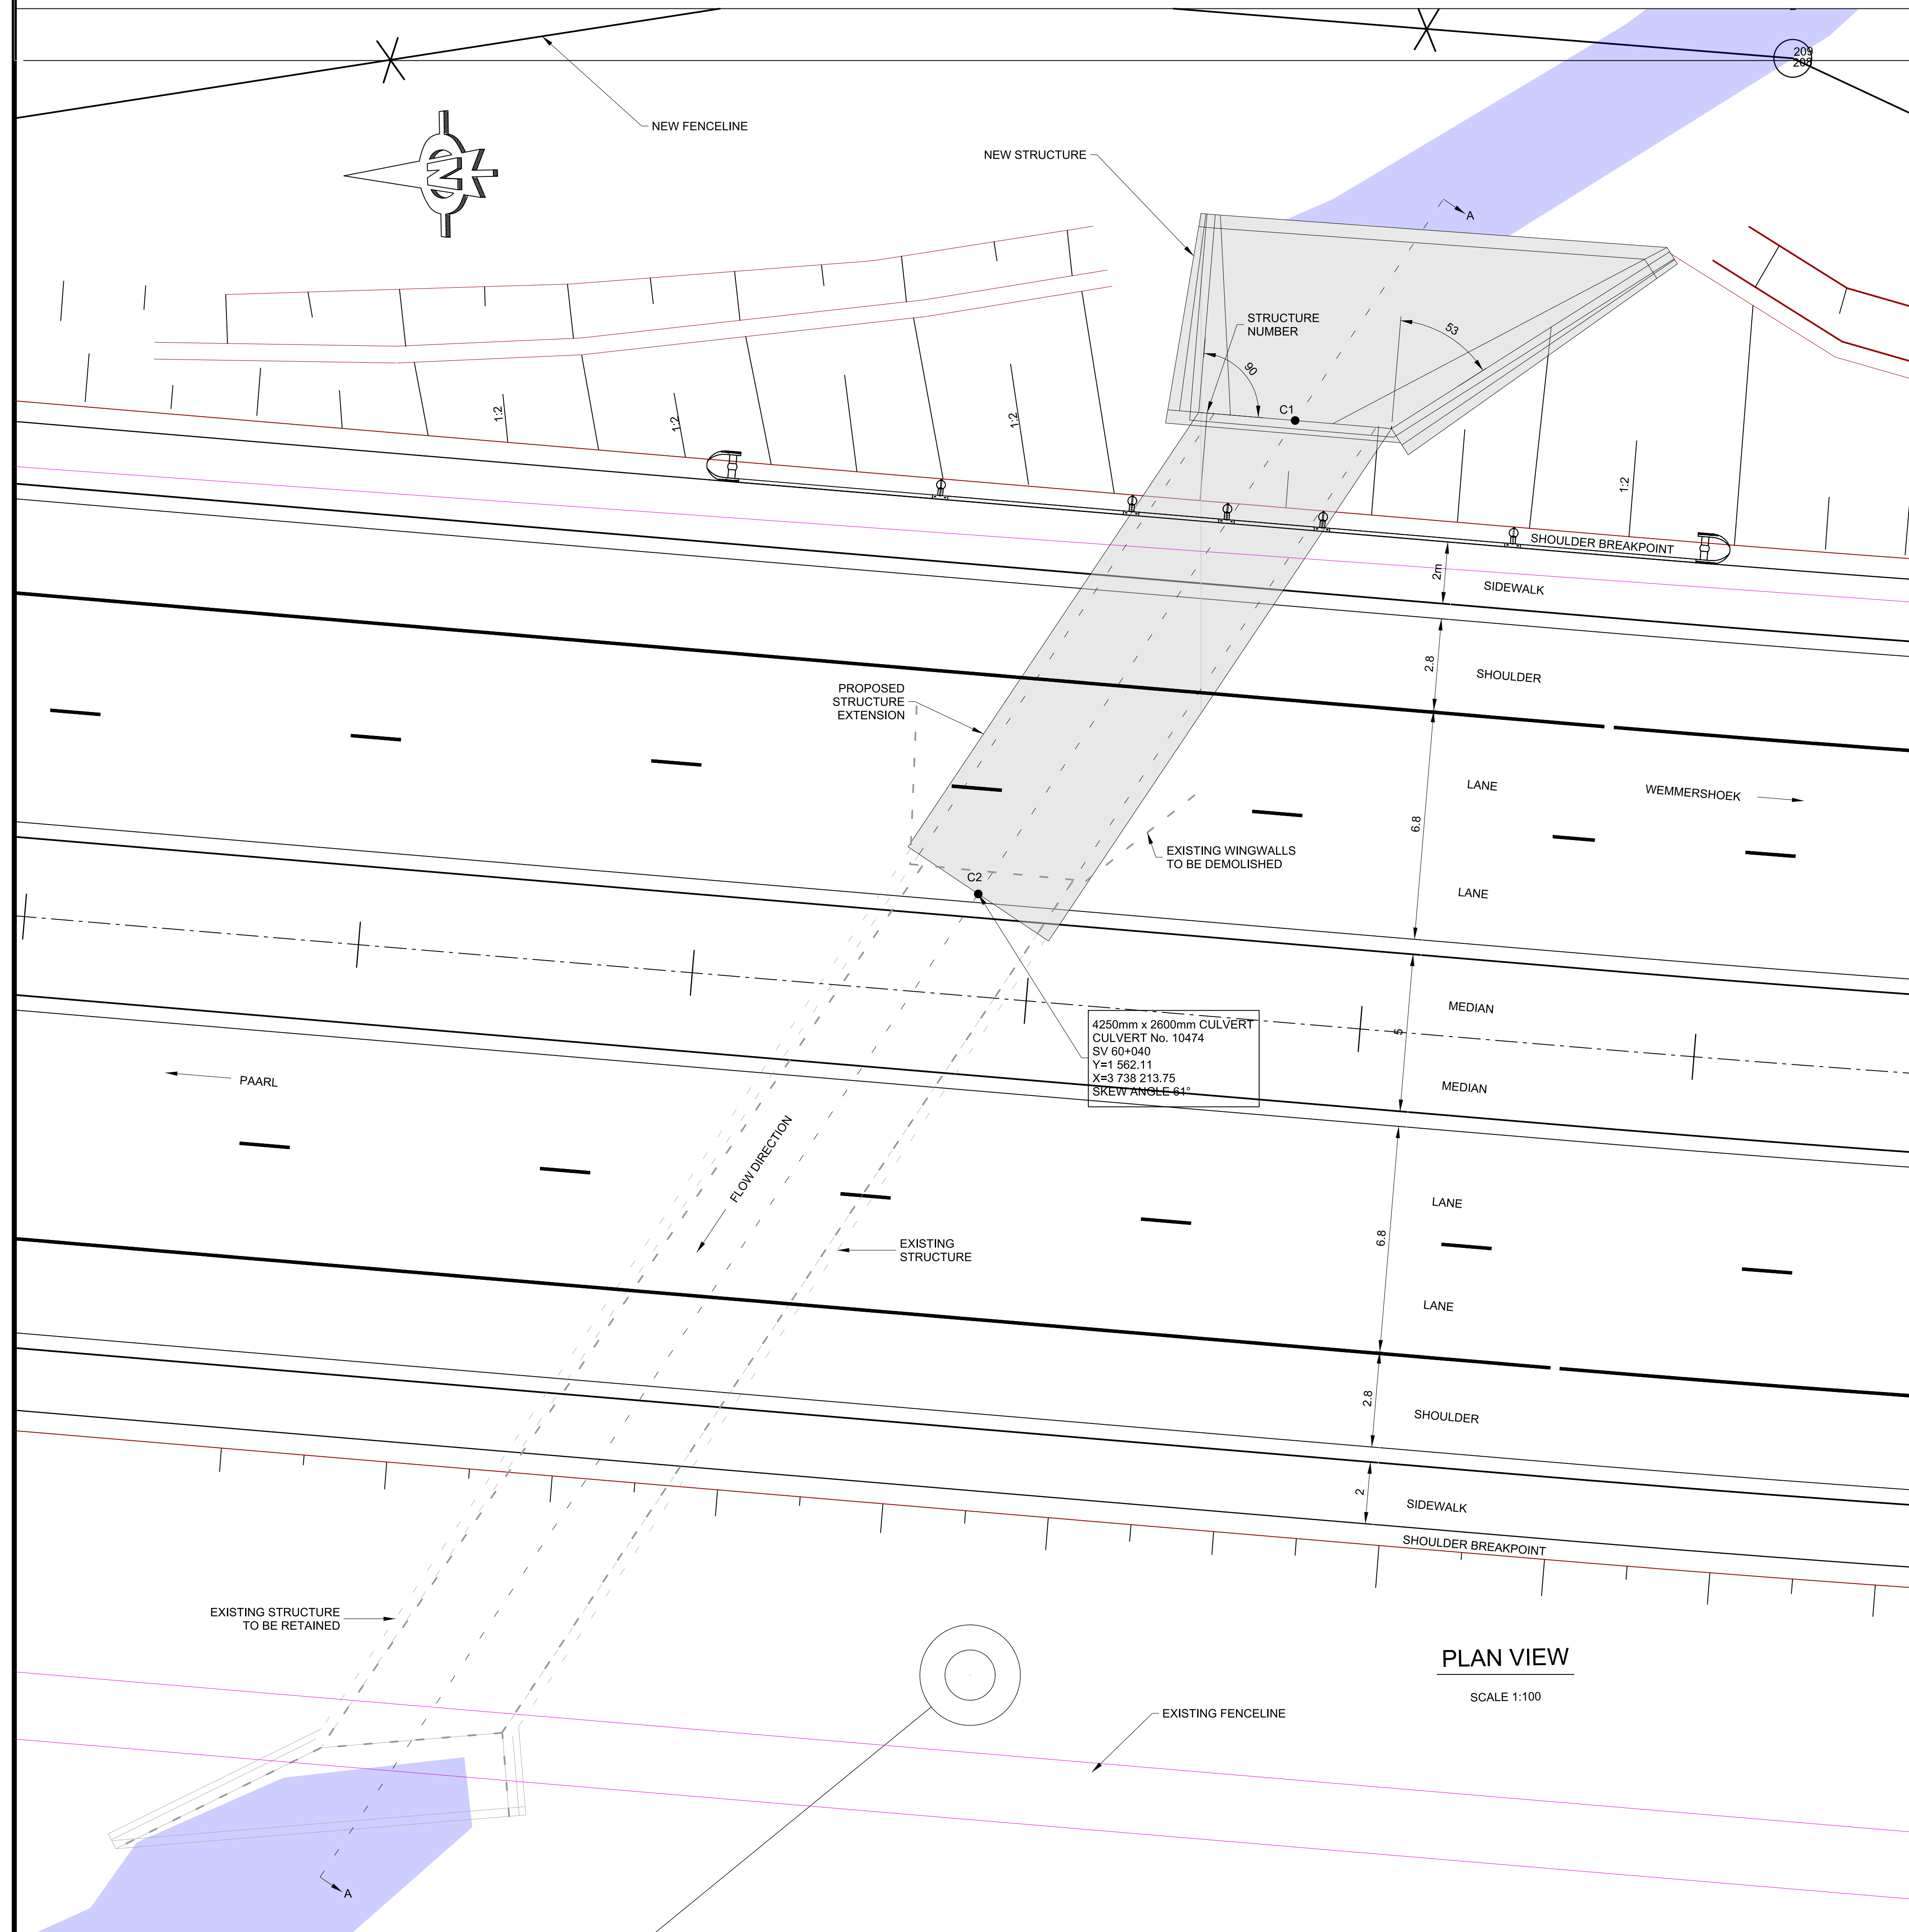 209
208
NEW FENCELINE
N
NEW STRUCTURE
A
STRUCTURE
NUMBER
53
90
C1
1:2
1:2
1:2
1:2
SHOULDER BREAKPOINT
2m
SIDEWALK
2.8
SHOULDER
PROPOSED
STRUCTURE
EXTENSION
LANE
WEMMERSHOEK
6.8
EXISTING WINGWALLS
TO BE DEMOLISHED
C2
LANE
4250mm x 2600mm CULVERT
CULVERT No. 10474
SV 60+040
Y=1 562.11
X=3 738 213.75
SKEW ANGLE 61°
MEDIAN
5
MEDIAN
PAARL
FLOW DIRECTION
LANE
6.8
EXISTING
STRUCTURE
LANE
2.8
SHOULDER
2
SIDEWALK
SHOULDER BREAKPOINT
EXISTING STRUCTURE
TO BE RETAINED
PLAN VIEW
SCALE 1:100
EXISTING FENCELINE
A